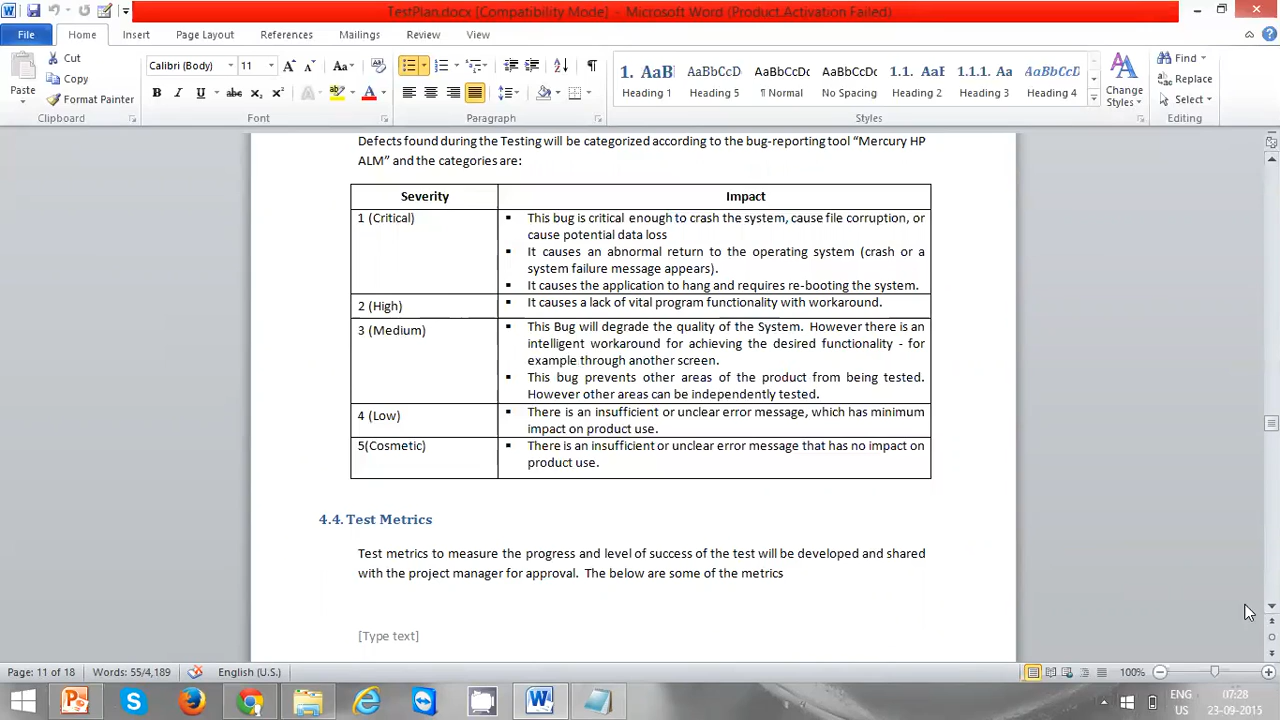 TestPlan.docx [Compatibility Mode] - Microsoft Word (Product Activation Failed)
File Home Insert Page Layout References Mailings Review View
Paste Cut Copy Format Painter Clipboard
Calibri (Body) 11 Font
Paragraph
1. AaBl AaBbCcD AaBbCcDc AaBbCcDc 1.1. AaE 1.1.1. Aa AaBbCcD
Heading 1 Heading 5 ¶ Normal No Spacing Heading 2 Heading 3 Heading 4
Styles
Change Styles
Find Replace Select Editing
Defects found during the Testing will be categorized according to the bug-reporting tool “Mercury HP
ALM” and the categories are:
Severity Impact
1 (Critical) ▪ This bug is critical enough to crash the system, cause file corruption, or
cause potential data loss
▪ It causes an abnormal return to the operating system (crash or a
system failure message appears).
▪ It causes the application to hang and requires re-booting the system.
2 (High) ▪ It causes a lack of vital program functionality with workaround.
3 (Medium) ▪ This Bug will degrade the quality of the System. However there is an
intelligent workaround for achieving the desired functionality - for
example through another screen.
▪ This bug prevents other areas of the product from being tested.
However other areas can be independently tested.
4 (Low) ▪ There is an insufficient or unclear error message, which has minimum
impact on product use.
5(Cosmetic) ▪ There is an insufficient or unclear error message that has no impact on
product use.
4.4. Test Metrics
Test metrics to measure the progress and level of success of the test will be developed and shared
with the project manager for approval. The below are some of the metrics
[Type text]
Page: 11 of 18 Words: 55/4,189 English (U.S.) 100%
ENG 07:28
US 23-09-2015